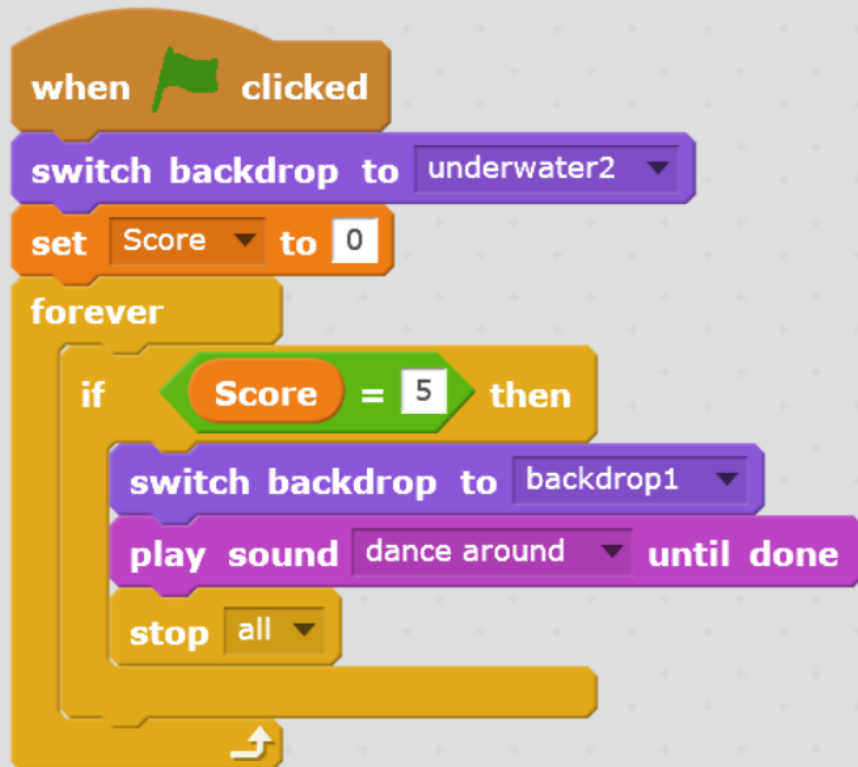 when clicked
switch backdrop to underwater2
set Score to 0
forever
if Score = 5 then
switch backdrop to backdrop1
play sound dance around until done
stop all